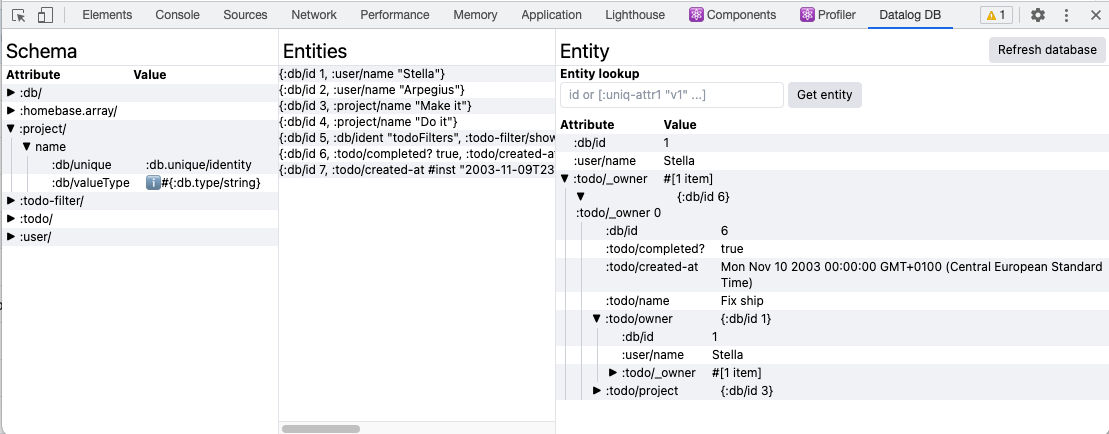 Elements Console Sources Network Performance Memory Application Lighthouse Components Profiler Datalog DB 1
Schema
Attribute Value
:db/
:homebase.array/
:project/
name
:db/unique :db.unique/identity
:db/valueType #{:db.type/string}
:todo-filter/
:todo/
:user/
Entities
{:db/id 1, :user/name "Stella"}
{:db/id 2, :user/name "Arpegius"}
{:db/id 3, :project/name "Make it"}
{:db/id 4, :project/name "Do it"}
{:db/id 5, :db/ident "todoFilters", :todo-filter/show
{:db/id 6, :todo/completed? true, :todo/created-a
{:db/id 7, :todo/created-at #inst "2003-11-09T23
Entity
Refresh database
Entity lookup
id or [:uniq-attr1 "v1" ...] Get entity
Attribute Value
:db/id 1
:user/name Stella
:todo/_owner #[1 item]
{:db/id 6}
:todo/_owner 0
:db/id 6
:todo/completed? true
:todo/created-at Mon Nov 10 2003 00:00:00 GMT+0100 (Central European Standard
Time)
:todo/name Fix ship
:todo/owner {:db/id 1}
:db/id 1
:user/name Stella
:todo/_owner #[1 item]
:todo/project {:db/id 3}